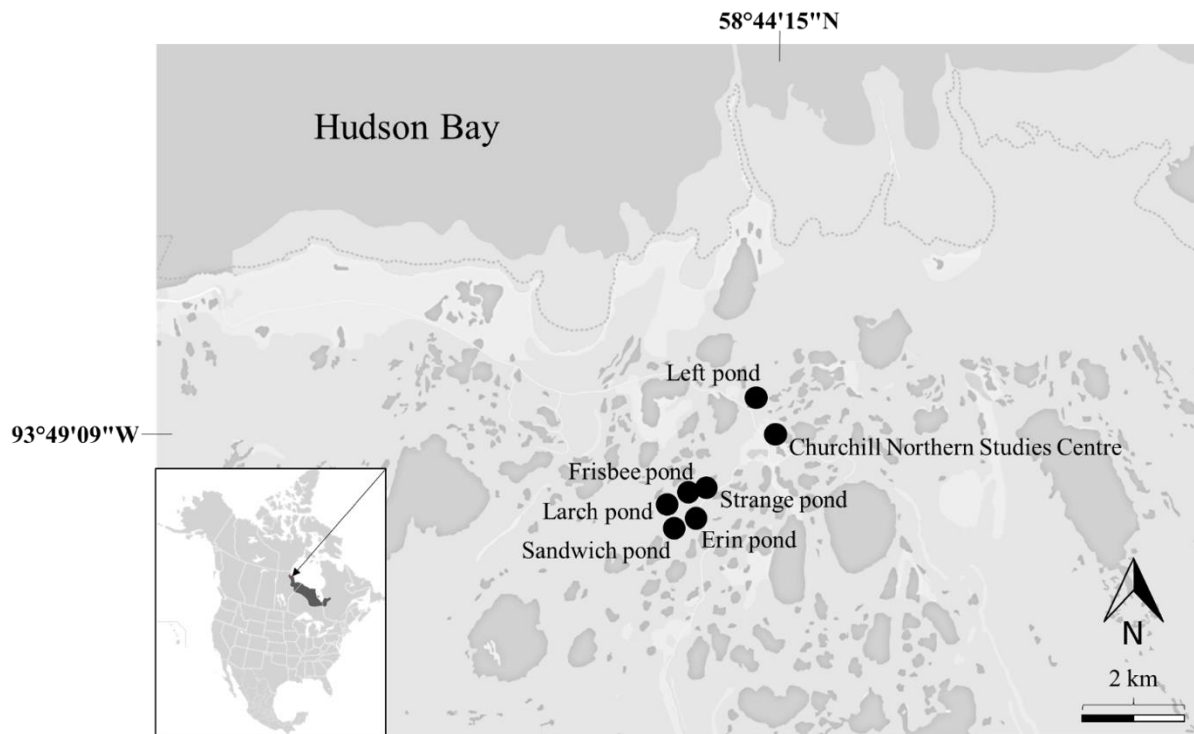 58°44'15"N
Hudson Bay
Left pond
93°49'09"W
Churchill Northern Studies Centre
Frisbee pond
Strange pond
Larch pond
Erin pond
Sandwich pond
N
2 km